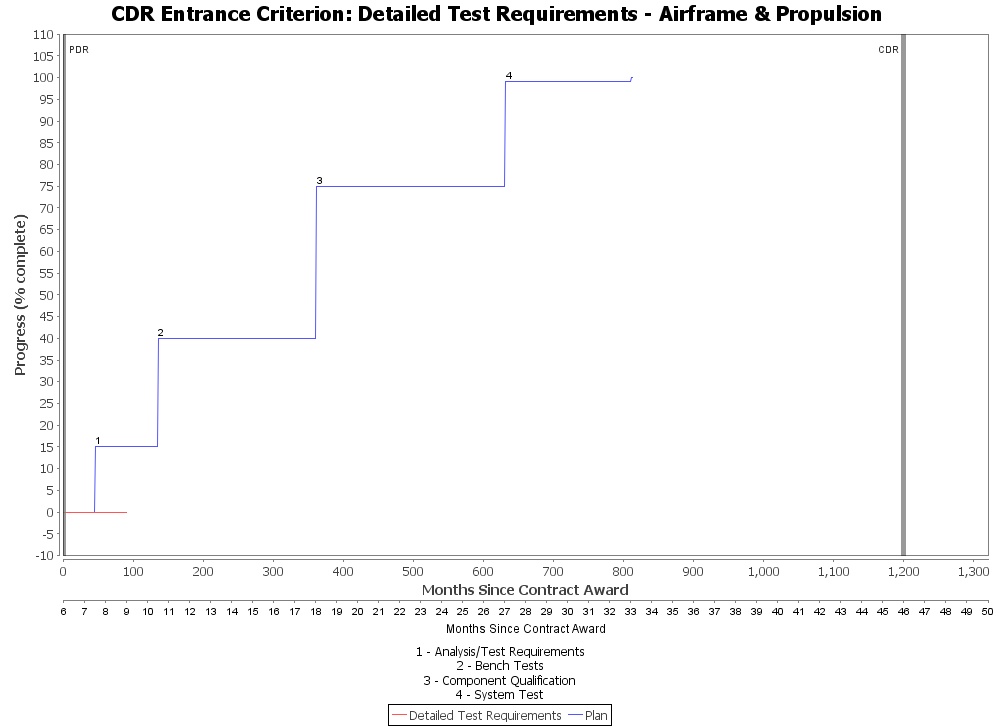 CDR Entrance Criterion: Detailed Test Requirements - Airframe & Propulsion
110
105
100
95
90
85
80
75
70
65
60
55
50
45
40
35
30
25
20
15
10
5
0
-5
-10
Progress (% complete)
PDR
CDR
1
2
3
4
0 100 200 300 400 500 600 700 800 900 1,000 1,100 1,200 1,300
Months Since Contract Award
6 7 8 9 10 11 12 13 14 15 16 17 18 19 20 21 22 23 24 25 26 27 28 29 30 31 32 33 34 35 36 37 38 39 40 41 42 43 44 45 46 47 48 49 50
Months Since Contract Award
1 - Analysis/Test Requirements
2 - Bench Tests
3 - Component Qualification
4 - System Test
Detailed Test Requirements Plan